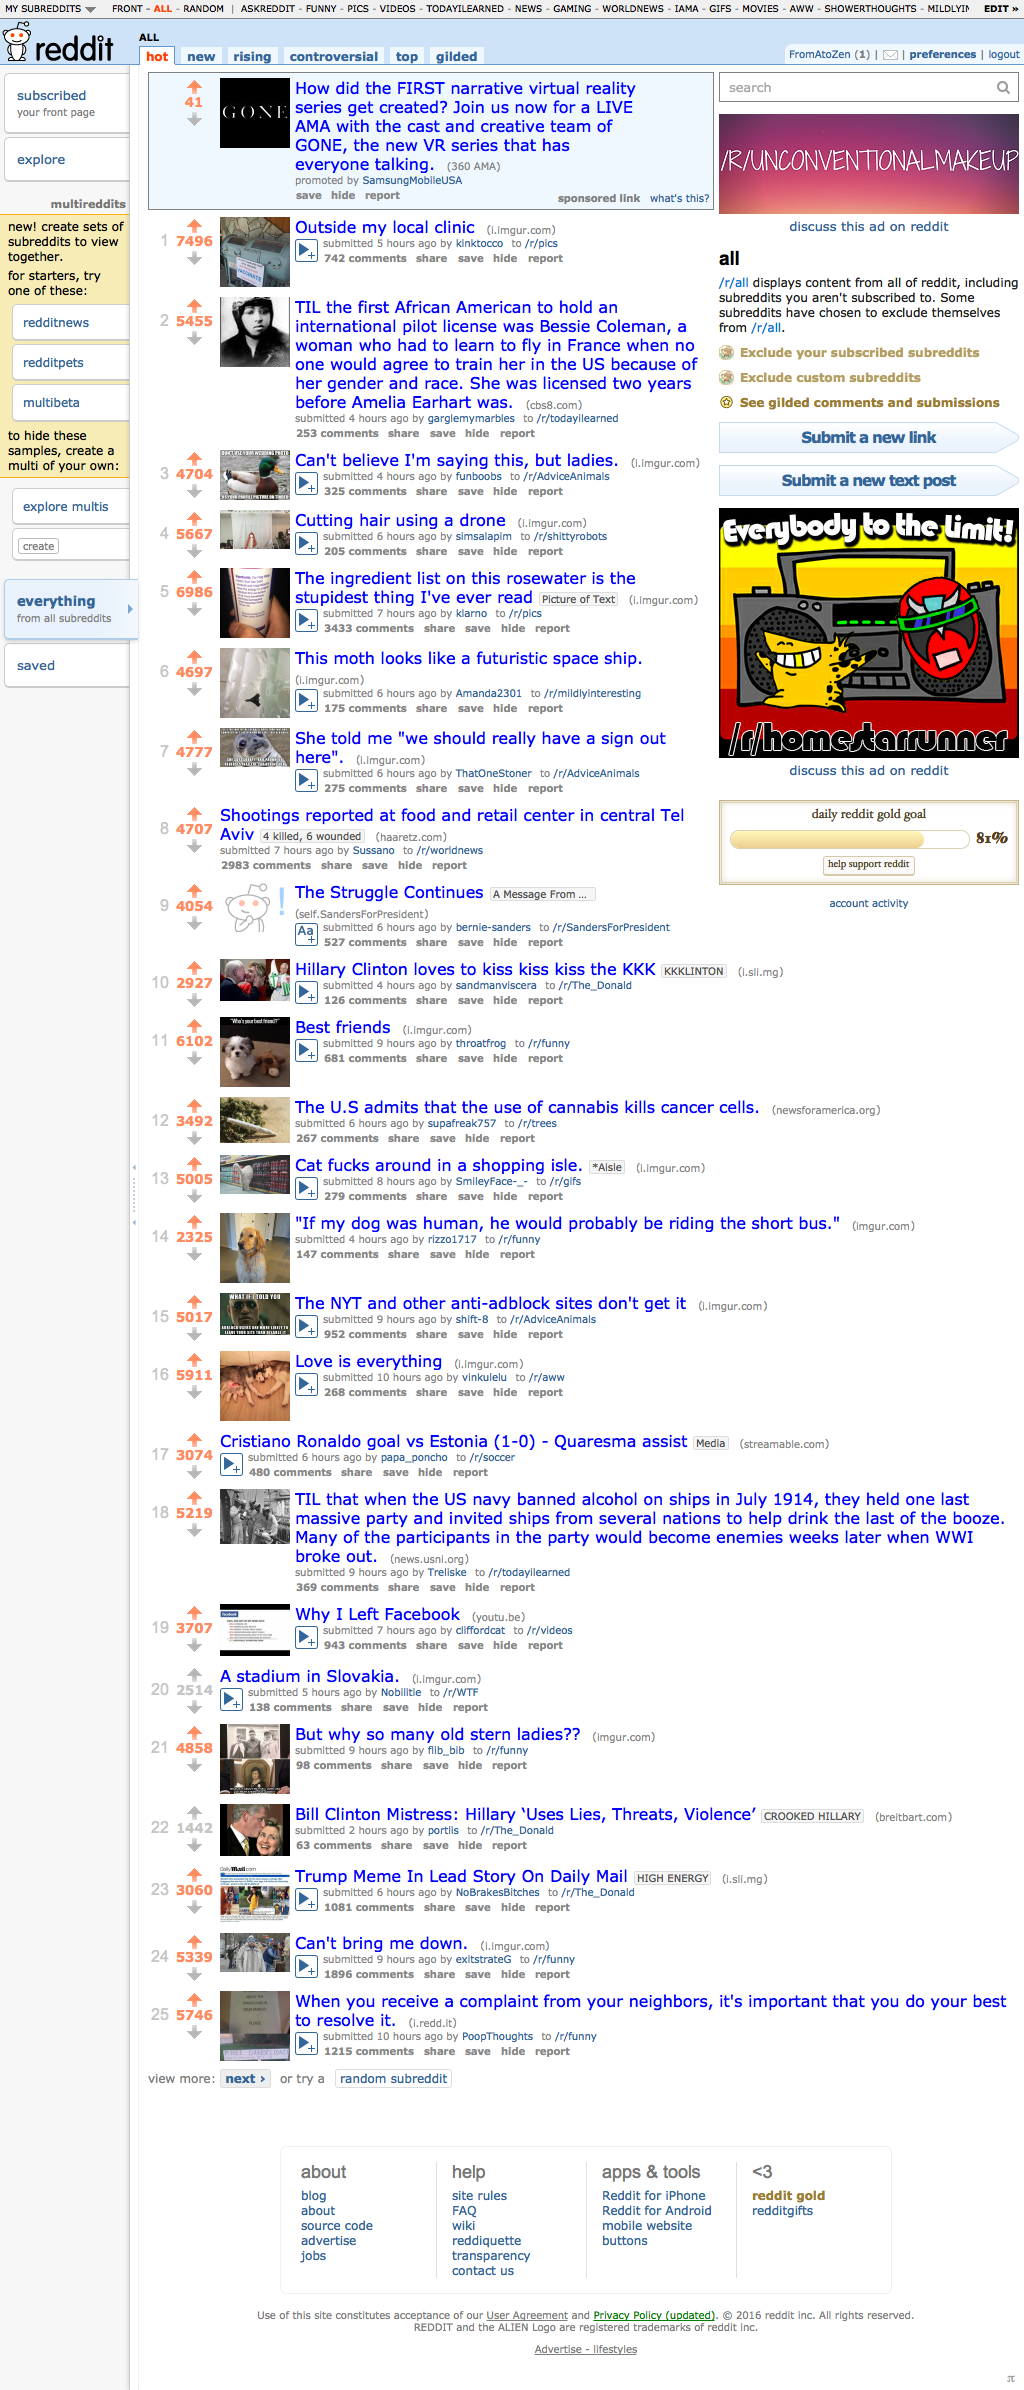 MY SUBREDDITS FRONT - ALL - RANDOM | ASKREDDIT - FUNNY - PICS - VIDEOS - TODAYILEARNED - NEWS - GAMING - WORLDNEWS - IAMA - GIFS - MOVIES - AWW - SHOWERTHOUGHTS - MILDLYIN EDIT »
reddit ALL
hot new rising controversial top gilded
FromAtoZen (1) | | preferences | logout
subscribed
your front page
explore
multireddits
new! create sets of
subreddits to view
together.
for starters, try
one of these:
redditnews
redditpets
multibeta
to hide these
samples, create a
multi of your own:
explore multis
create
everything
from all subreddits
saved
41
GONE
How did the FIRST narrative virtual reality
series get created? Join us now for a LIVE
AMA with the cast and creative team of
GONE, the new VR series that has
everyone talking. (360 AMA)
promoted by SamsungMobileUSA
save hide report
sponsored link what's this?
1 7496
Outside my local clinic (i.imgur.com)
submitted 5 hours ago by kinktocco to /r/pics
742 comments share save hide report
2 5455
TIL the first African American to hold an
international pilot license was Bessie Coleman, a
woman who had to learn to fly in France when no
one would agree to train her in the US because of
her gender and race. She was licensed two years
before Amelia Earhart was. (cbs8.com)
submitted 4 hours ago by garglemymarbles to /r/todayilearned
253 comments share save hide report
3 4704
Can't believe I'm saying this, but ladies. (i.imgur.com)
submitted 4 hours ago by funboobs to /r/AdviceAnimals
325 comments share save hide report
4 5667
Cutting hair using a drone (i.imgur.com)
submitted 6 hours ago by simsalapim to /r/shittyrobots
205 comments share save hide report
5 6986
The ingredient list on this rosewater is the
stupidest thing I've ever read Picture of Text (i.imgur.com)
submitted 7 hours ago by klarno to /r/pics
3433 comments share save hide report
6 4697
This moth looks like a futuristic space ship.
(i.imgur.com)
submitted 6 hours ago by Amanda2301 to /r/mildlyinteresting
175 comments share save hide report
7 4777
She told me "we should really have a sign out
here". (i.imgur.com)
submitted 6 hours ago by ThatOneStoner to /r/AdviceAnimals
275 comments share save hide report
8 4707
Shootings reported at food and retail center in central Tel
Aviv 4 killed, 6 wounded (haaretz.com)
submitted 7 hours ago by Sussano to /r/worldnews
2983 comments share save hide report
9 4054
The Struggle Continues A Message From ...
(self.SandersForPresident)
Aa submitted 6 hours ago by bernie-sanders to /r/SandersForPresident
527 comments share save hide report
10 2927
Hillary Clinton loves to kiss kiss kiss the KKK KKKLINTON (i.sli.mg)
submitted 4 hours ago by sandmanviscera to /r/The_Donald
126 comments share save hide report
11 6102
"Who's your best friend?"
Best friends (i.imgur.com)
submitted 9 hours ago by throatfrog to /r/funny
681 comments share save hide report
12 3492
The U.S admits that the use of cannabis kills cancer cells. (newsforamerica.org)
submitted 6 hours ago by supafreak757 to /r/trees
267 comments share save hide report
13 5005
Cat fucks around in a shopping isle. *Aisle (i.imgur.com)
submitted 8 hours ago by SmileyFace-_- to /r/gifs
279 comments share save hide report
14 2325
"If my dog was human, he would probably be riding the short bus." (imgur.com)
submitted 4 hours ago by rizzo1717 to /r/funny
147 comments share save hide report
15 5017
WHAT IF I TOLD YOU
The NYT and other anti-adblock sites don't get it (i.imgur.com)
submitted 9 hours ago by shift-8 to /r/AdviceAnimals
952 comments share save hide report
16 5911
Love is everything (i.imgur.com)
submitted 10 hours ago by vinkulelu to /r/aww
268 comments share save hide report
17 3074
Cristiano Ronaldo goal vs Estonia (1-0) - Quaresma assist Media (streamable.com)
submitted 6 hours ago by papa_poncho to /r/soccer
480 comments share save hide report
18 5219
TIL that when the US navy banned alcohol on ships in July 1914, they held one last
massive party and invited ships from several nations to help drink the last of the booze.
Many of the participants in the party would become enemies weeks later when WWI
broke out. (news.usni.org)
submitted 9 hours ago by Treliske to /r/todayilearned
369 comments share save hide report
19 3707
Why I Left Facebook (youtu.be)
submitted 7 hours ago by cliffordcat to /r/videos
943 comments share save hide report
20 2514
A stadium in Slovakia. (i.imgur.com)
submitted 5 hours ago by Nobilitie to /r/WTF
138 comments share save hide report
21 4858
But why so many old stern ladies?? (imgur.com)
submitted 9 hours ago by flib_bib to /r/funny
98 comments share save hide report
22 1442
Bill Clinton Mistress: Hillary ‘Uses Lies, Threats, Violence’ CROOKED HILLARY (breitbart.com)
submitted 2 hours ago by portlis to /r/The_Donald
63 comments share save hide report
23 3060
Trump Meme In Lead Story On Daily Mail HIGH ENERGY (i.sli.mg)
submitted 6 hours ago by NoBrakesBitches to /r/The_Donald
1081 comments share save hide report
24 5339
Can't bring me down. (i.imgur.com)
submitted 9 hours ago by exitstrateG to /r/funny
1896 comments share save hide report
25 5746
When you receive a complaint from your neighbors, it's important that you do your best
to resolve it. (i.redd.it)
submitted 10 hours ago by PoopThoughts to /r/funny
1215 comments share save hide report
view more: next › or try a random subreddit
search
/R/UNCONVENTIONALMAKEUP
discuss this ad on reddit
all
/r/all displays content from all of reddit, including
subreddits you aren't subscribed to. Some
subreddits have chosen to exclude themselves
from /r/all.
Exclude your subscribed subreddits
Exclude custom subreddits
See gilded comments and submissions
Submit a new link
Submit a new text post
Everybody to the Limit!
/r/homestarrunner
discuss this ad on reddit
daily reddit gold goal
81%
help support reddit
account activity
about
blog
about
source code
advertise
jobs
help
site rules
FAQ
wiki
reddiquette
transparency
contact us
apps & tools
Reddit for iPhone
Reddit for Android
mobile website
buttons
<3
reddit gold
redditgifts
Use of this site constitutes acceptance of our User Agreement and Privacy Policy (updated). © 2016 reddit inc. All rights reserved.
REDDIT and the ALIEN Logo are registered trademarks of reddit inc.
Advertise - lifestyles
π